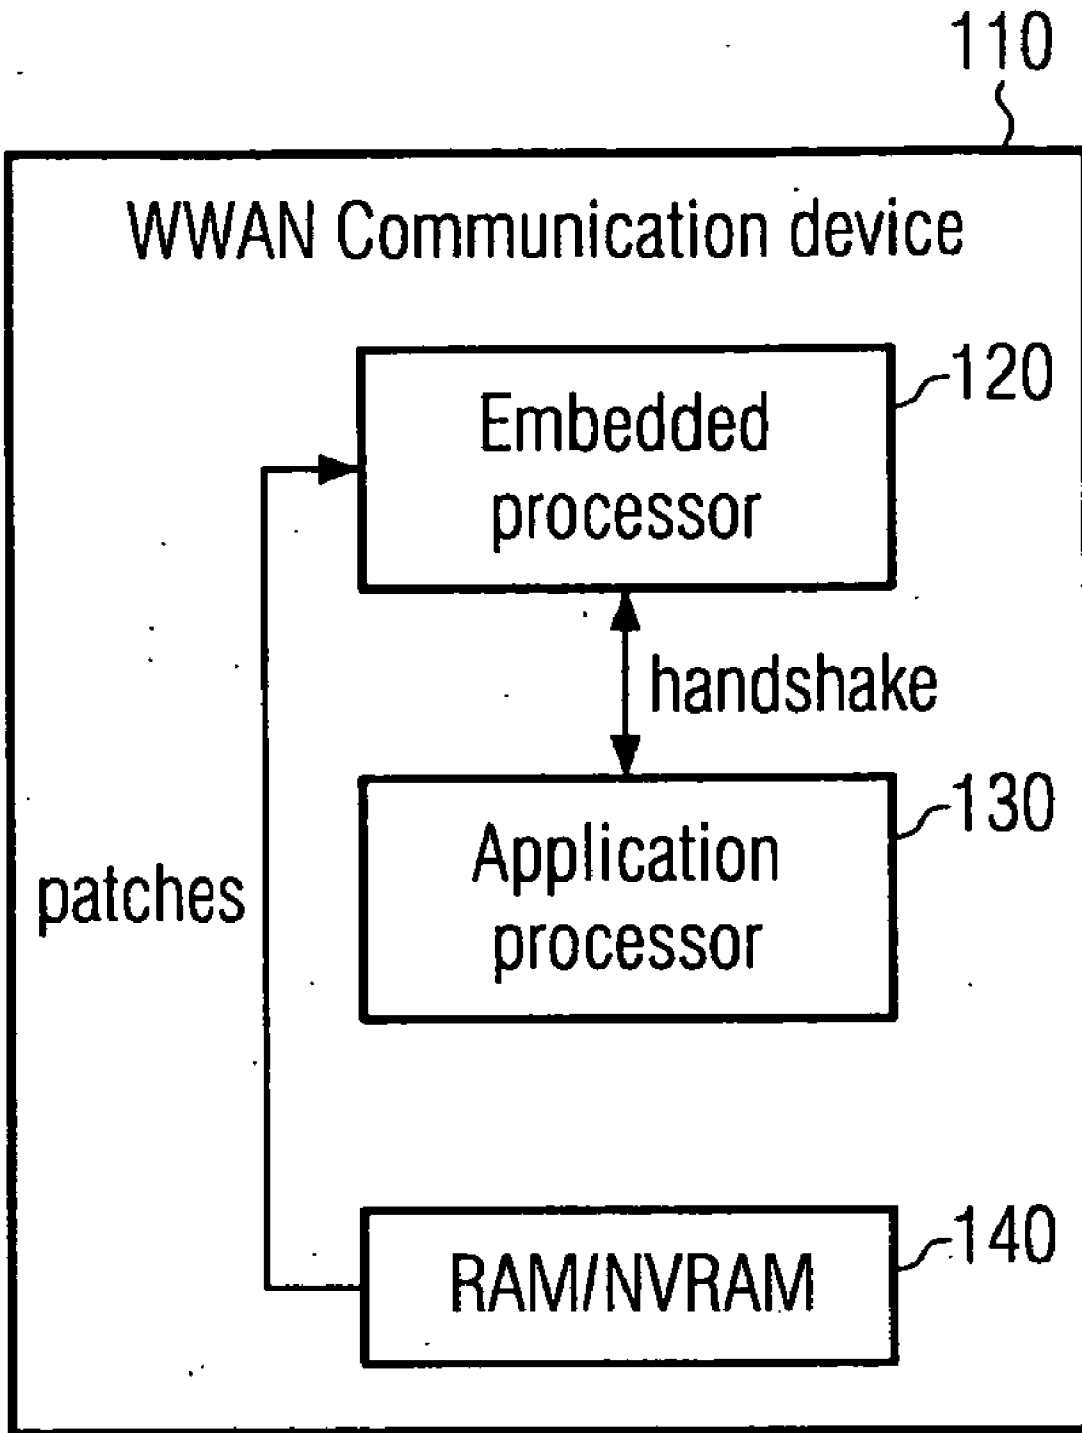 110
WWAN Communication device
120
Embedded
processor
handshake
130
Application
processor
patches
140
RAM/NVRAM